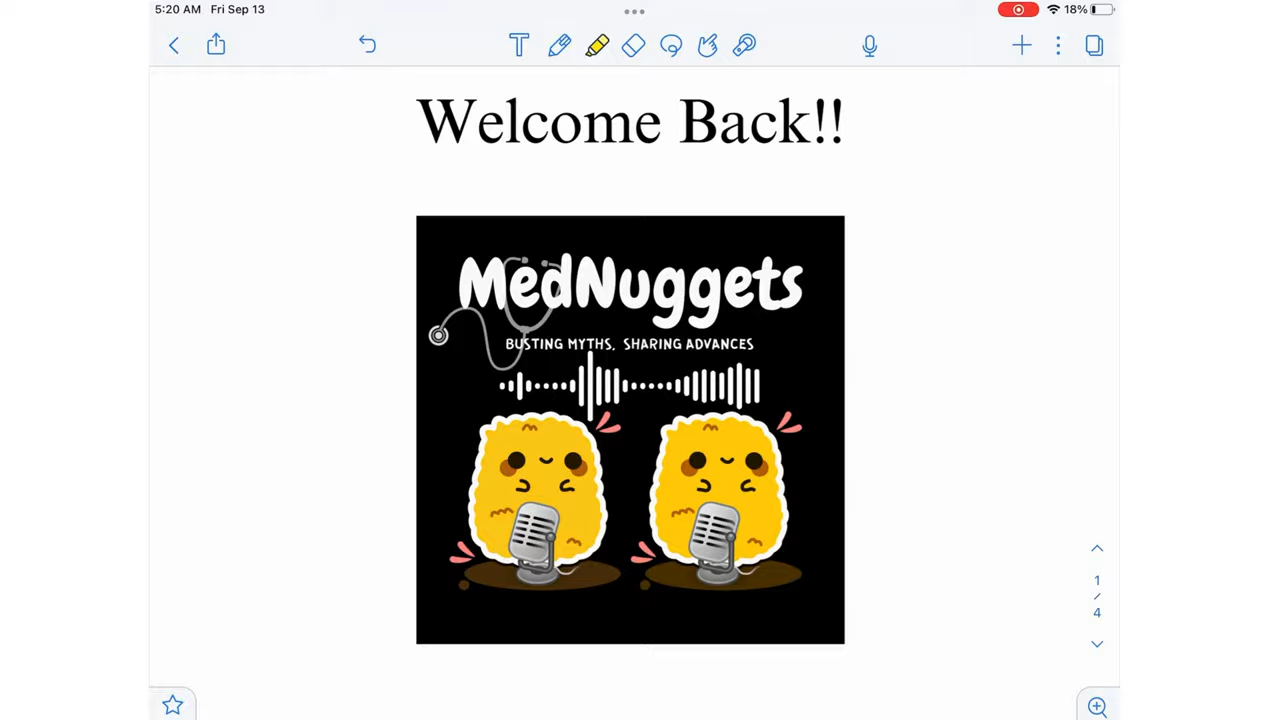 5:20 AM Fri Sep 13
18%
Welcome Back!!
MedNuggets
BUSTING MYTHS, SHARING ADVANCES
1
/
4